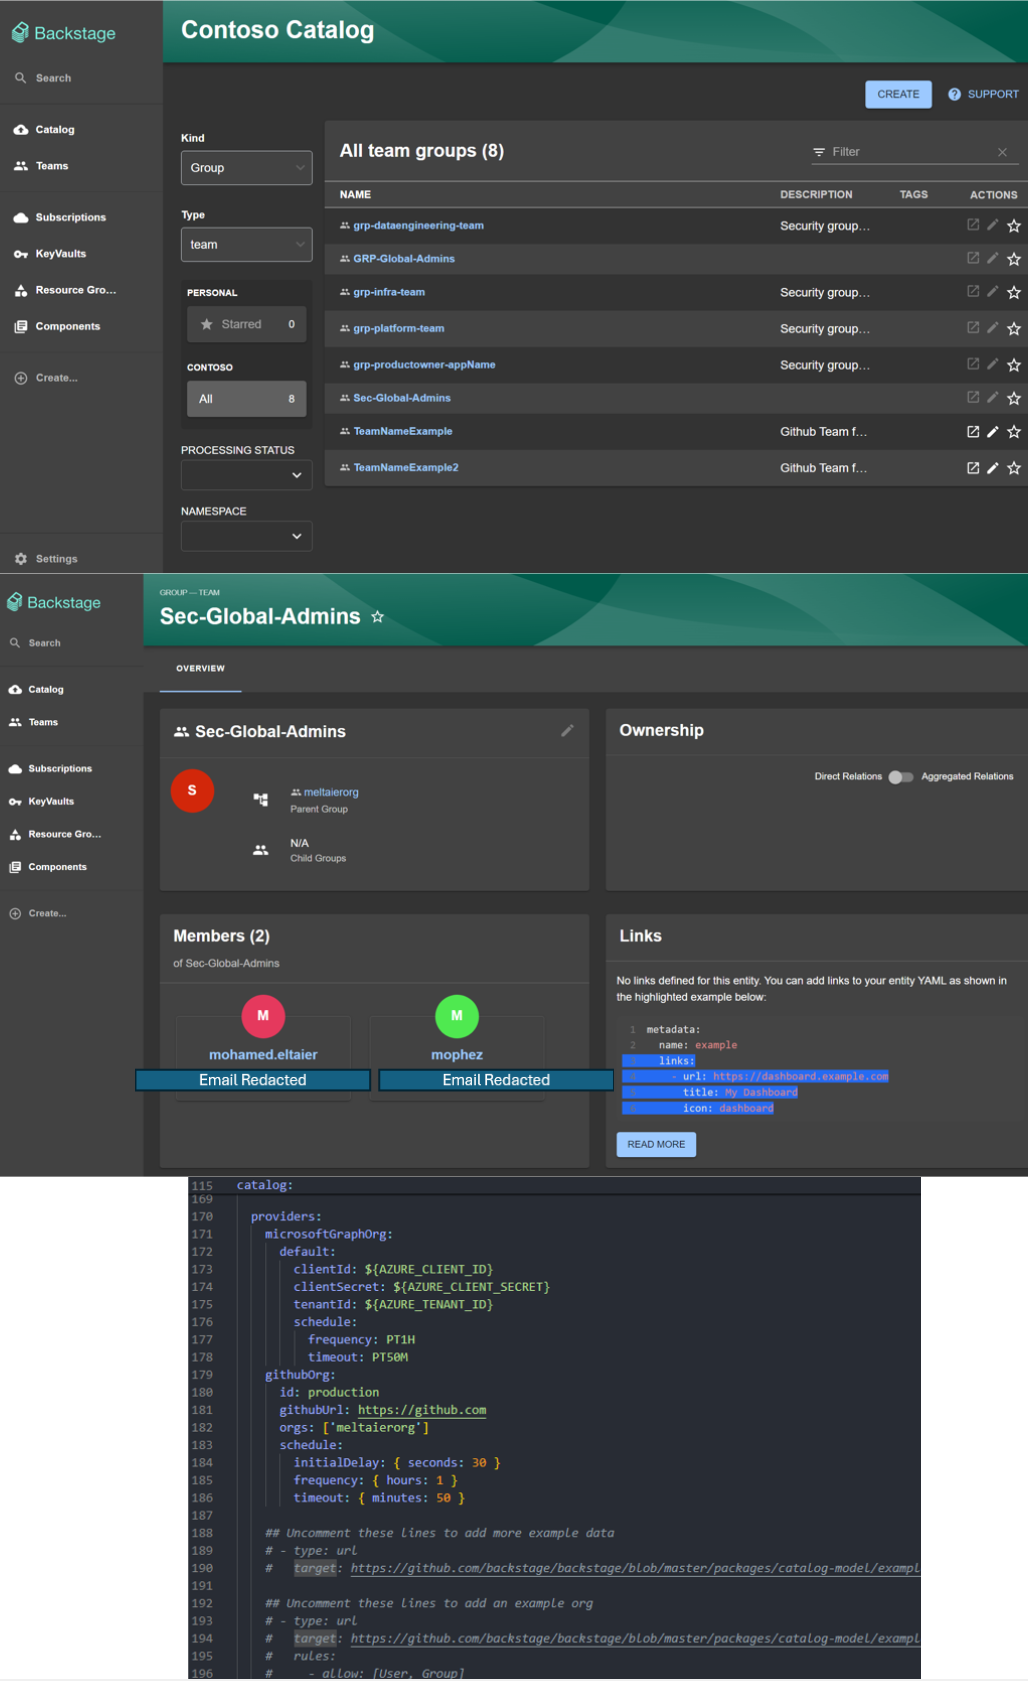 Backstage
Contoso Catalog
Search
CREATE
SUPPORT
Catalog
Teams
Subscriptions
KeyVaults
Resource Gro...
Components
Create...
Settings
Kind
Group
Type
team
PERSONAL
Starred 0
CONTOSO
All 8
PROCESSING STATUS
NAMESPACE
All team groups (8)
Filter
NAME DESCRIPTION TAGS ACTIONS
grp-dataengineering-team Security group...
GRP-Global-Admins
grp-infra-team Security group...
grp-platform-team Security group...
grp-productowner-appName Security group...
Sec-Global-Admins
TeamNameExample Github Team f...
TeamNameExample2 Github Team f...
Backstage
GROUP — TEAM
Sec-Global-Admins
Search
Catalog
Teams
Subscriptions
KeyVaults
Resource Gro...
Components
Create...
OVERVIEW
Sec-Global-Admins
S
meltaierorg
Parent Group
N/A
Child Groups
Ownership
Direct Relations Aggregated Relations
Members (2)
of Sec-Global-Admins
M
mohamed.eltaier
Email Redacted
M
mophez
Email Redacted
Links
No links defined for this entity. You can add links to your entity YAML as shown in
the highlighted example below:
1 metadata:
2 name: example
links:
- url: https://dashboard.example.com
title: My Dashboard
icon: dashboard
READ MORE
115 catalog:
169
170 providers:
171 microsoftGraphOrg:
172 default:
173 clientId: ${AZURE_CLIENT_ID}
174 clientSecret: ${AZURE_CLIENT_SECRET}
175 tenantId: ${AZURE_TENANT_ID}
176 schedule:
177 frequency: PT1H
178 timeout: PT50M
179 githubOrg:
180 id: production
181 githubUrl: https://github.com
182 orgs: ['meltaierorg']
183 schedule:
184 initialDelay: { seconds: 30 }
185 frequency: { hours: 1 }
186 timeout: { minutes: 50 }
187
188 ## Uncomment these lines to add more example data
189 # - type: url
190 # target: https://github.com/backstage/backstage/blob/master/packages/catalog-model/exampl
191
192 ## Uncomment these lines to add an example org
193 # - type: url
194 # target: https://github.com/backstage/backstage/blob/master/packages/catalog-model/exampl
195 # rules:
196 # - allow: [User, Group]